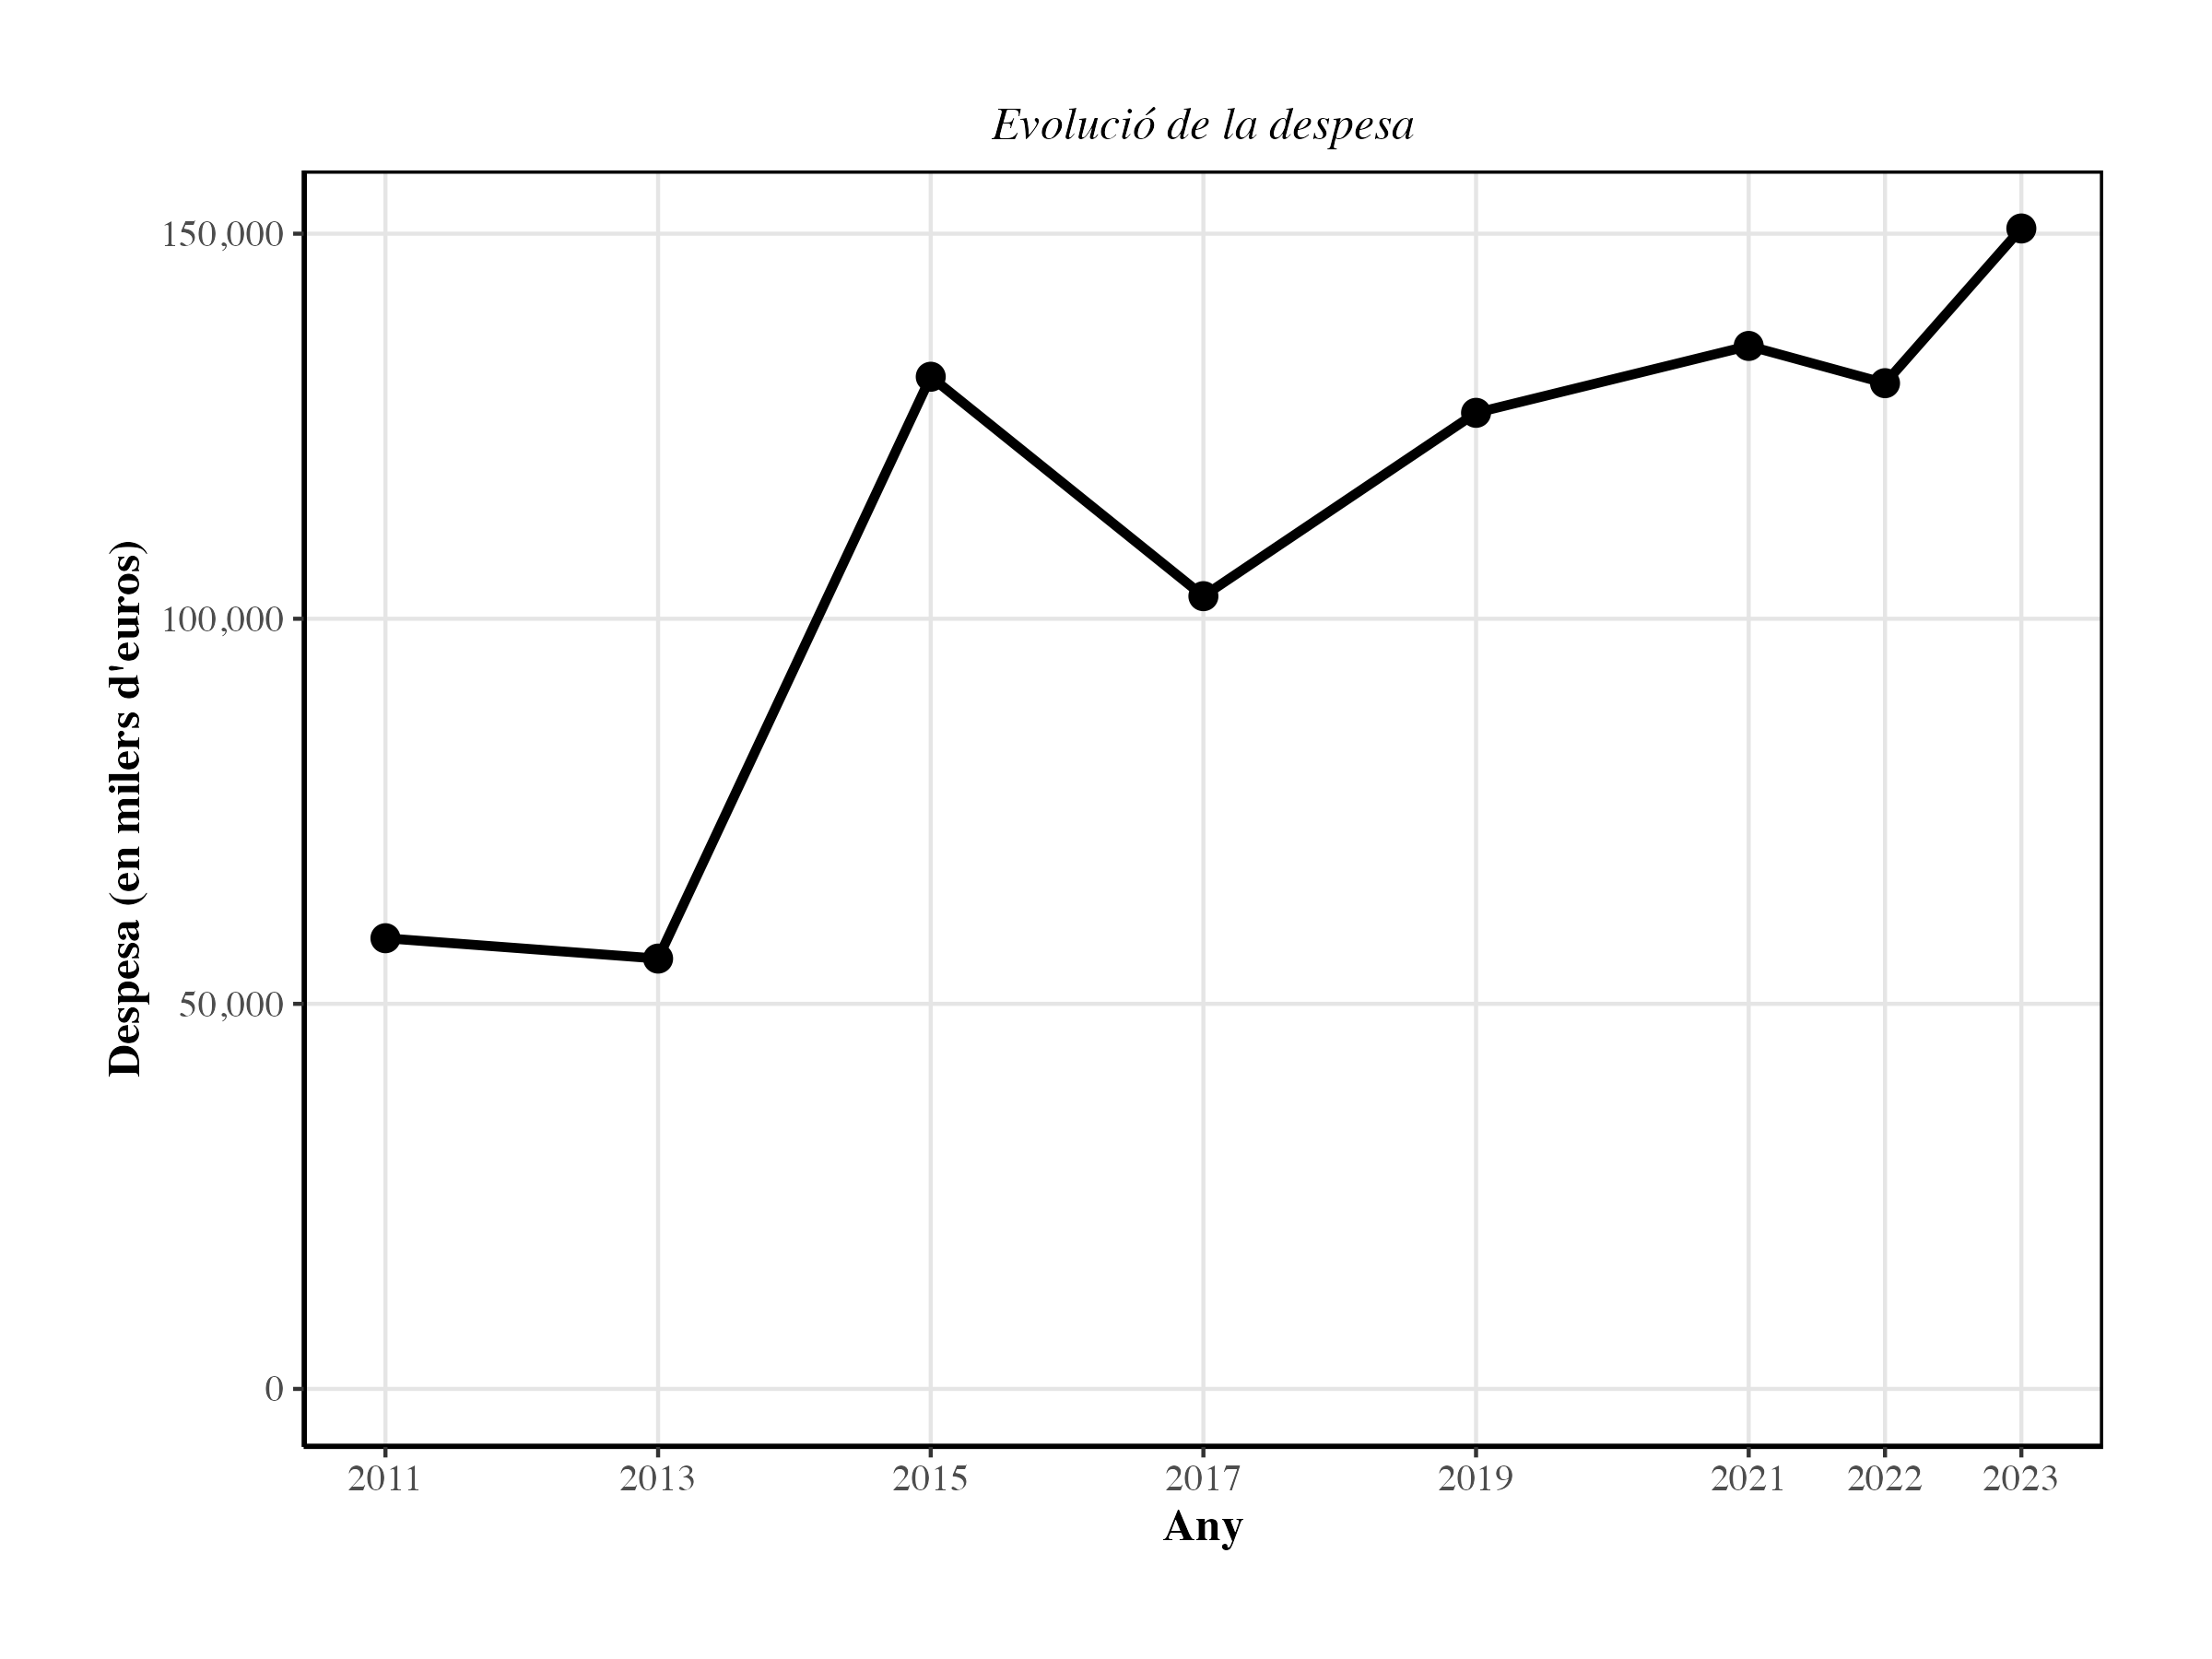 Evolució de la despesa
150,000
100,000
50,000
0
Despesa (en milers d'euros)
2011 2013 2015 2017 2019 2021 2022 2023
Any